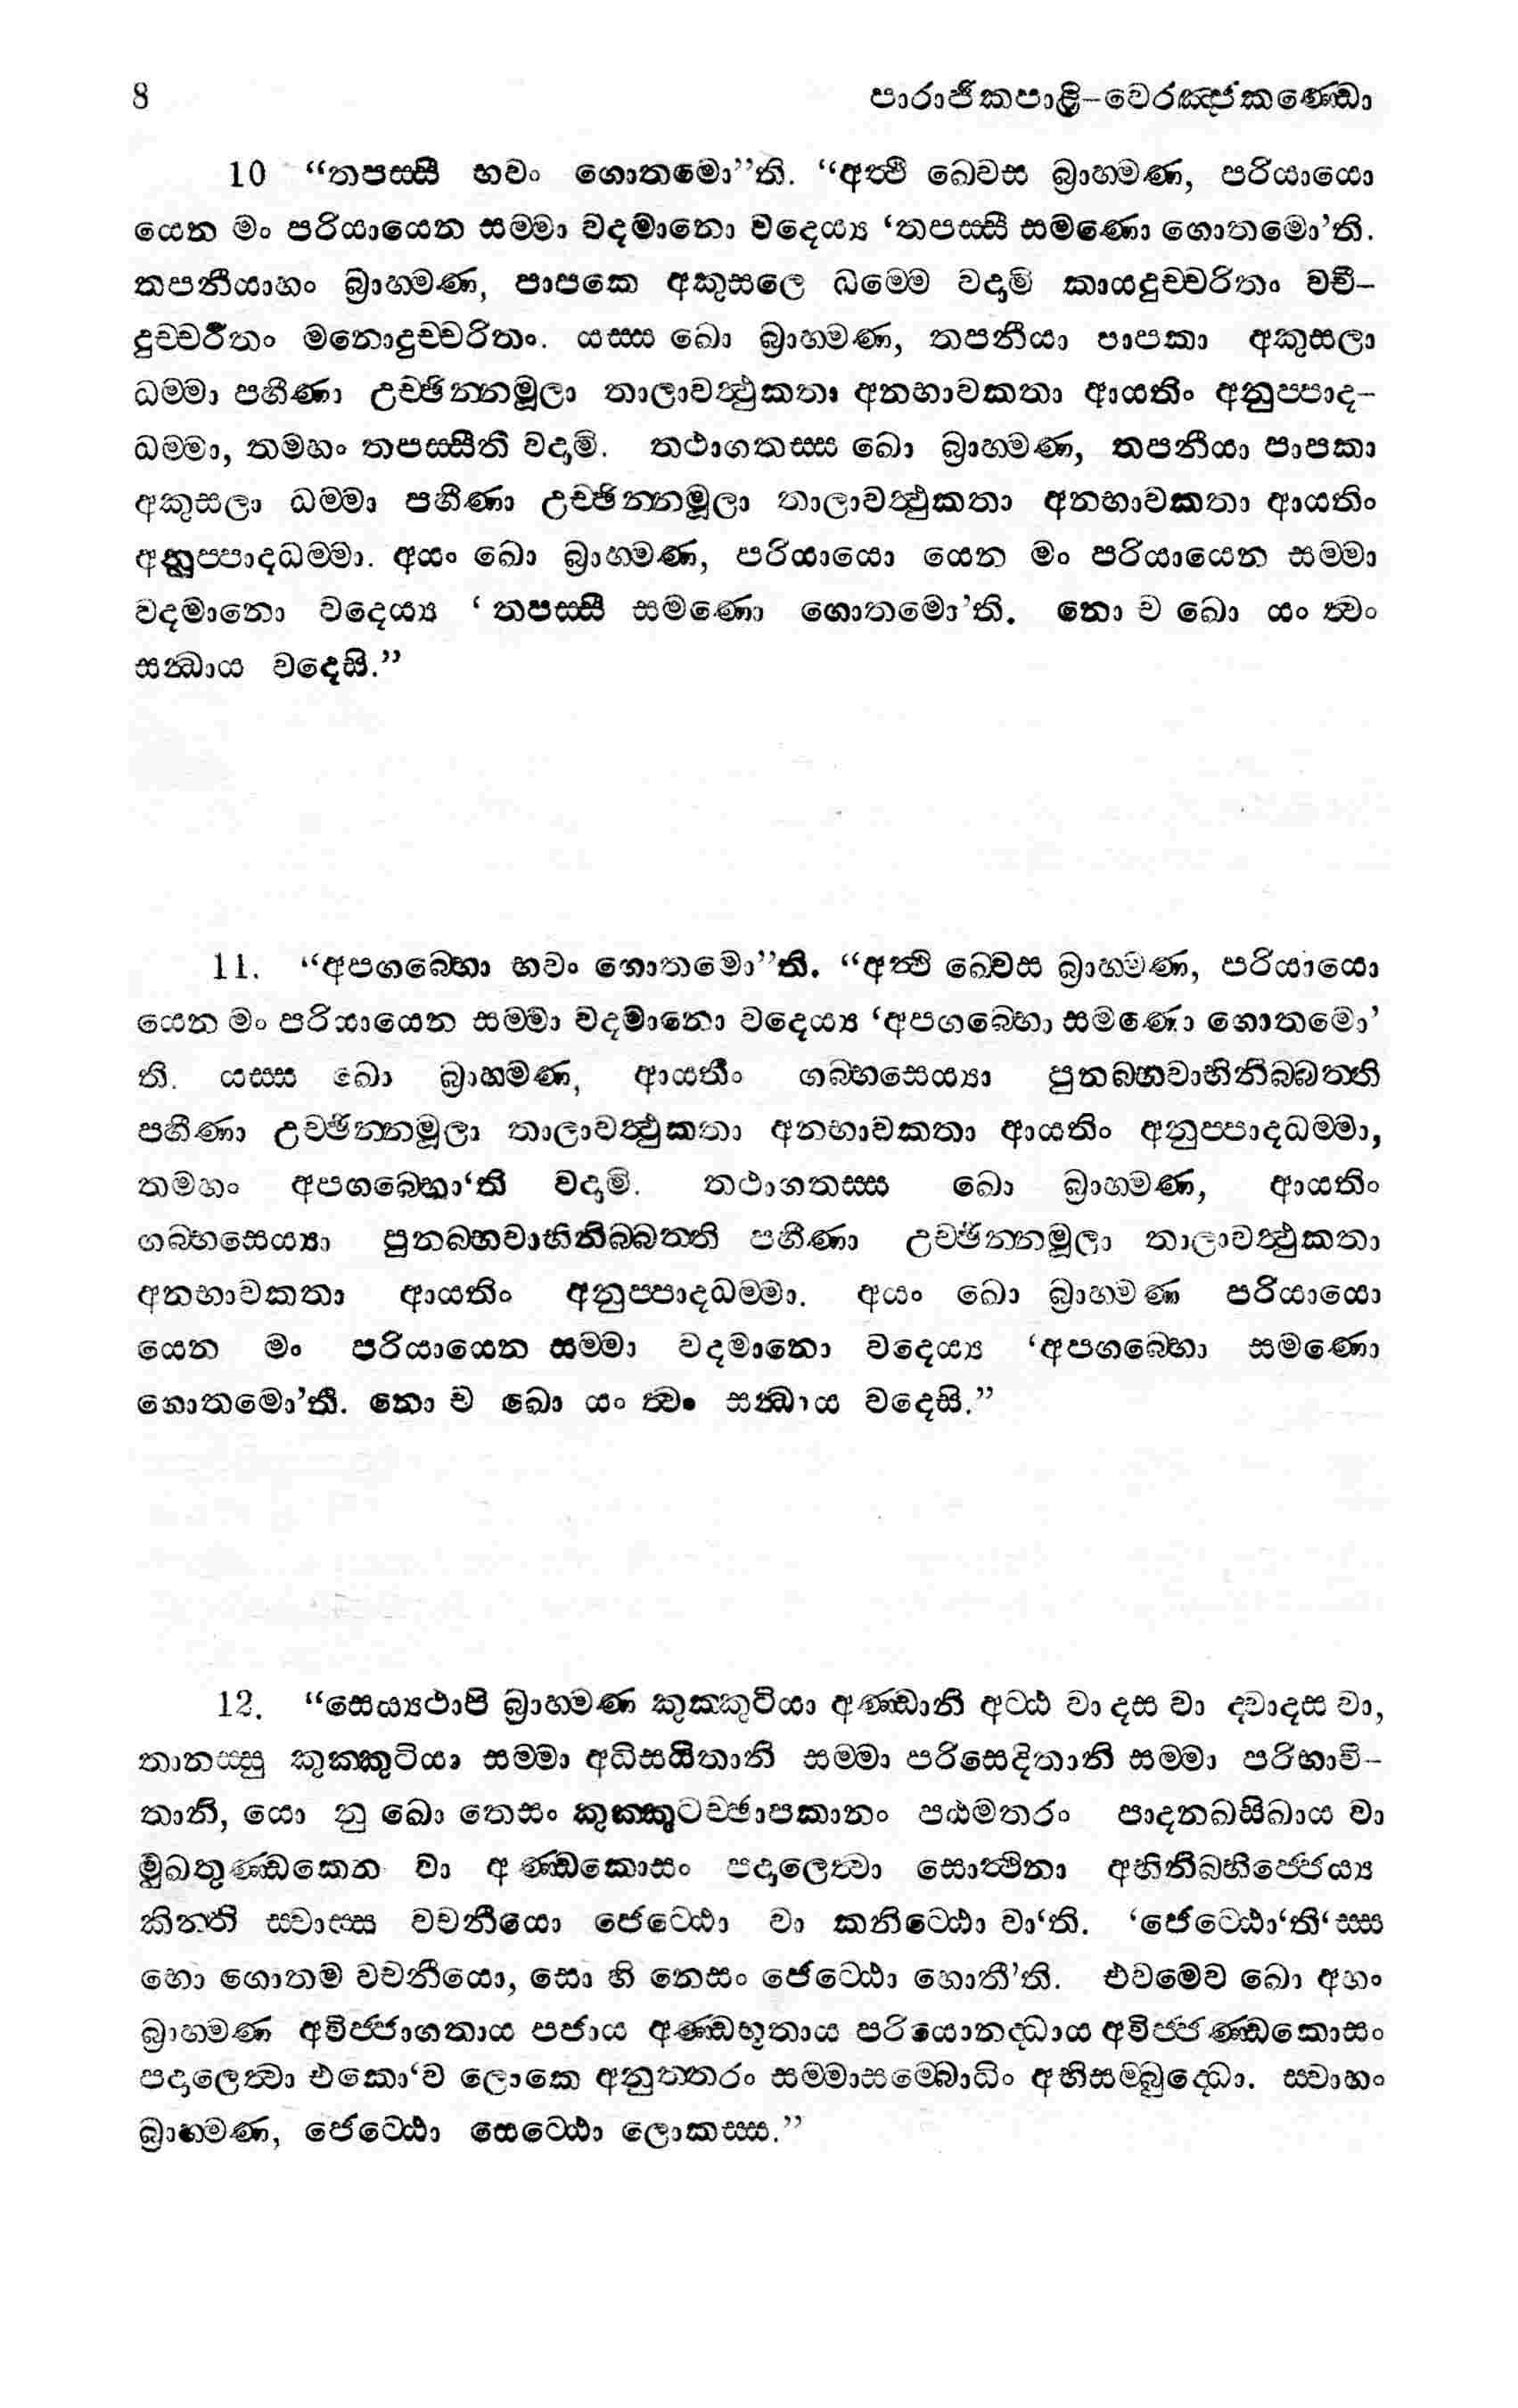 8
පාරාජිකපාළි-වෙරඤ්ජකණ්ඩො
10 “තපස්සී භවං ගොතමො”ති. “අත්ථි ඛ්වෙස බ්‍රාහ්මණ, පරියායො
යෙන මං පරියායෙන සම්මා වදමානො වදෙය්‍ය ‘තපස්සී සමණො ගොතමො’ති.
තපනීයාහං බ්‍රාහ්මණ, පාපකෙ අකුසලෙ ධම්මෙ වදාමි කායදුච්චරිතං වචී-
දුච්චරිතං මනොදුච්චරිතං. යස්ස ඛො බ්‍රාහ්මණ, තපනීයා පාපකා අකුසලා
ධම්මා පහීණා උච්ඡින්නමූලා තාලාවත්ථුකතා අනභාවකතා ආයතිං අනුප්පාද-
ධම්මා, තමහං තපස්සීති වදාමි. තථාගතස්ස ඛො බ්‍රාහ්මණ, තපනීයා පාපකා
අකුසලා ධම්මා පහීණා උච්ඡින්නමූලා තාලාවත්ථුකතා අනභාවකතා ආයතිං
අනුප්පාදධම්මා. අයං ඛො බ්‍රාහ්මණ, පරියායො යෙන මං පරියායෙන සම්මා
වදමානො වදෙය්‍ය ‘තපස්සී සමණො ගොතමො’ති. නො ච ඛො යං ත්වං
සන්ධාය වදෙසි.”
11. “අපගබ්භො භවං ගොතමො”ති. “අත්ථි ඛ්වෙස බ්‍රාහ්මණ, පරියායො
යෙන මං පරියායෙන සම්මා වදමානො වදෙය්‍ය ‘අපගබ්භො සමණො ගොතමො’
ති. යස්ස ඛො බ්‍රාහ්මණ, ආයතිං ගබ්භසෙය්‍යා පුනබ්භවාභිනිබ්බත්ති
පහීණා උච්ඡින්නමූලා තාලාවත්ථුකතා අනභාවකතා ආයතිං අනුප්පාදධම්මා,
තමහං අපගබ්භො‘ති වදාමි. තථාගතස්ස ඛො බ්‍රාහ්මණ, ආයතිං
ගබ්භසෙය්‍යා පුනබ්භවාභිනිබ්බත්ති පහීණා උච්ඡින්නමූලා තාලාවත්ථුකතා
අනභාවකතා ආයතිං අනුප්පාදධම්මා. අයං ඛො බ්‍රාහ්මණ පරියායො
යෙන මං පරියායෙන සම්මා වදමානො වදෙය්‍ය ‘අපගබ්භො සමණො
ගොතමො’ති. නො ච ඛො යං ත්වං සන්ධාය වදෙසි.”
12. “සෙය්‍යථාපි බ්‍රාහ්මණ කුක්කුටියා අණ්ඩානි අට්ඨ වා දස වා ද්වාදස වා,
තානස්සු කුක්කුටියා සම්මා අධිසයිතානි සම්මා පරිසෙදිතානි සම්මා පරිභාවි-
තානි, යො නු ඛො තෙසං කුක්කුටච්ඡාපකානං පඨමතරං පාදනඛසිඛාය වා
මුඛතුණ්ඩකෙන වා අණ්ඩකොසං පදාලෙත්වා සොත්ථිනා අභිනිබ්භිජ්ජෙය්‍ය
කින්ති ස්වාස්ස වචනීයො ජෙට්ඨො වා කනිට්ඨො වා‘ති. ‘ජෙට්ඨො‘ති‘ස්ස
භො ගොතම වචනීයො, සො හි නෙසං ජෙට්ඨො හොතී’ති. එවමෙව ඛො අහං
බ්‍රාහ්මණ අවිජ්ජාගතාය පජාය අණ්ඩභූතාය පරියොනද්ධාය අවිජ්ජණ්ඩකොසං
පදාලෙත්වා එකො‘ව ලොකෙ අනුත්තරං සම්මාසම්බොධිං අභිසම්බුද්ධො. ස්වාහං
බ්‍රාහ්මණ, ජෙට්ඨො සෙට්ඨො ලොකස්ස.”